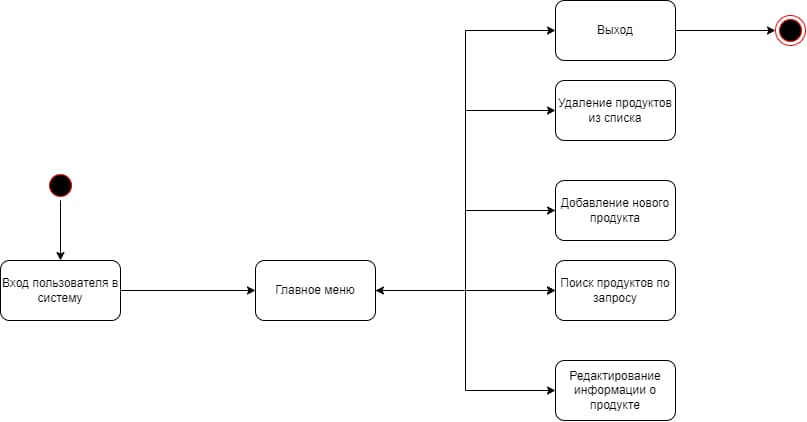 Выход
Удаление продуктов
из списка
Добавление нового
продукта
Вход пользователя в
систему
Главное меню
Поиск продуктов по
запросу
Редактирование
информации о
продукте